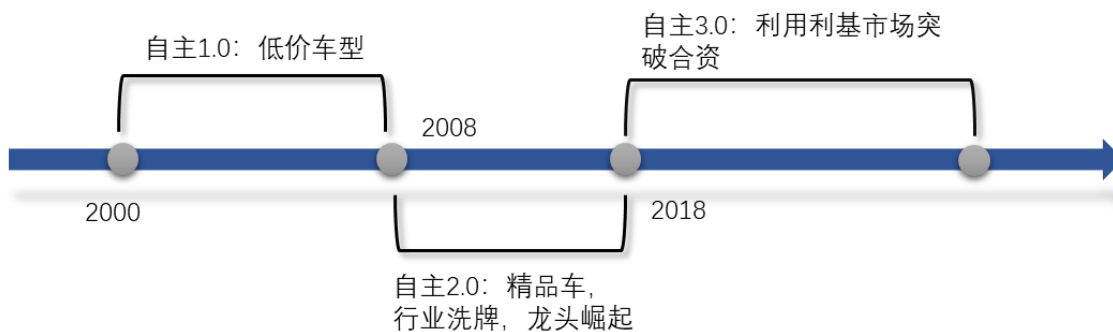 自主1.0：低价车型
自主3.0：利用利基市场突
破合资
2008
2000
2018
自主2.0：精品车，
行业洗牌，龙头崛起